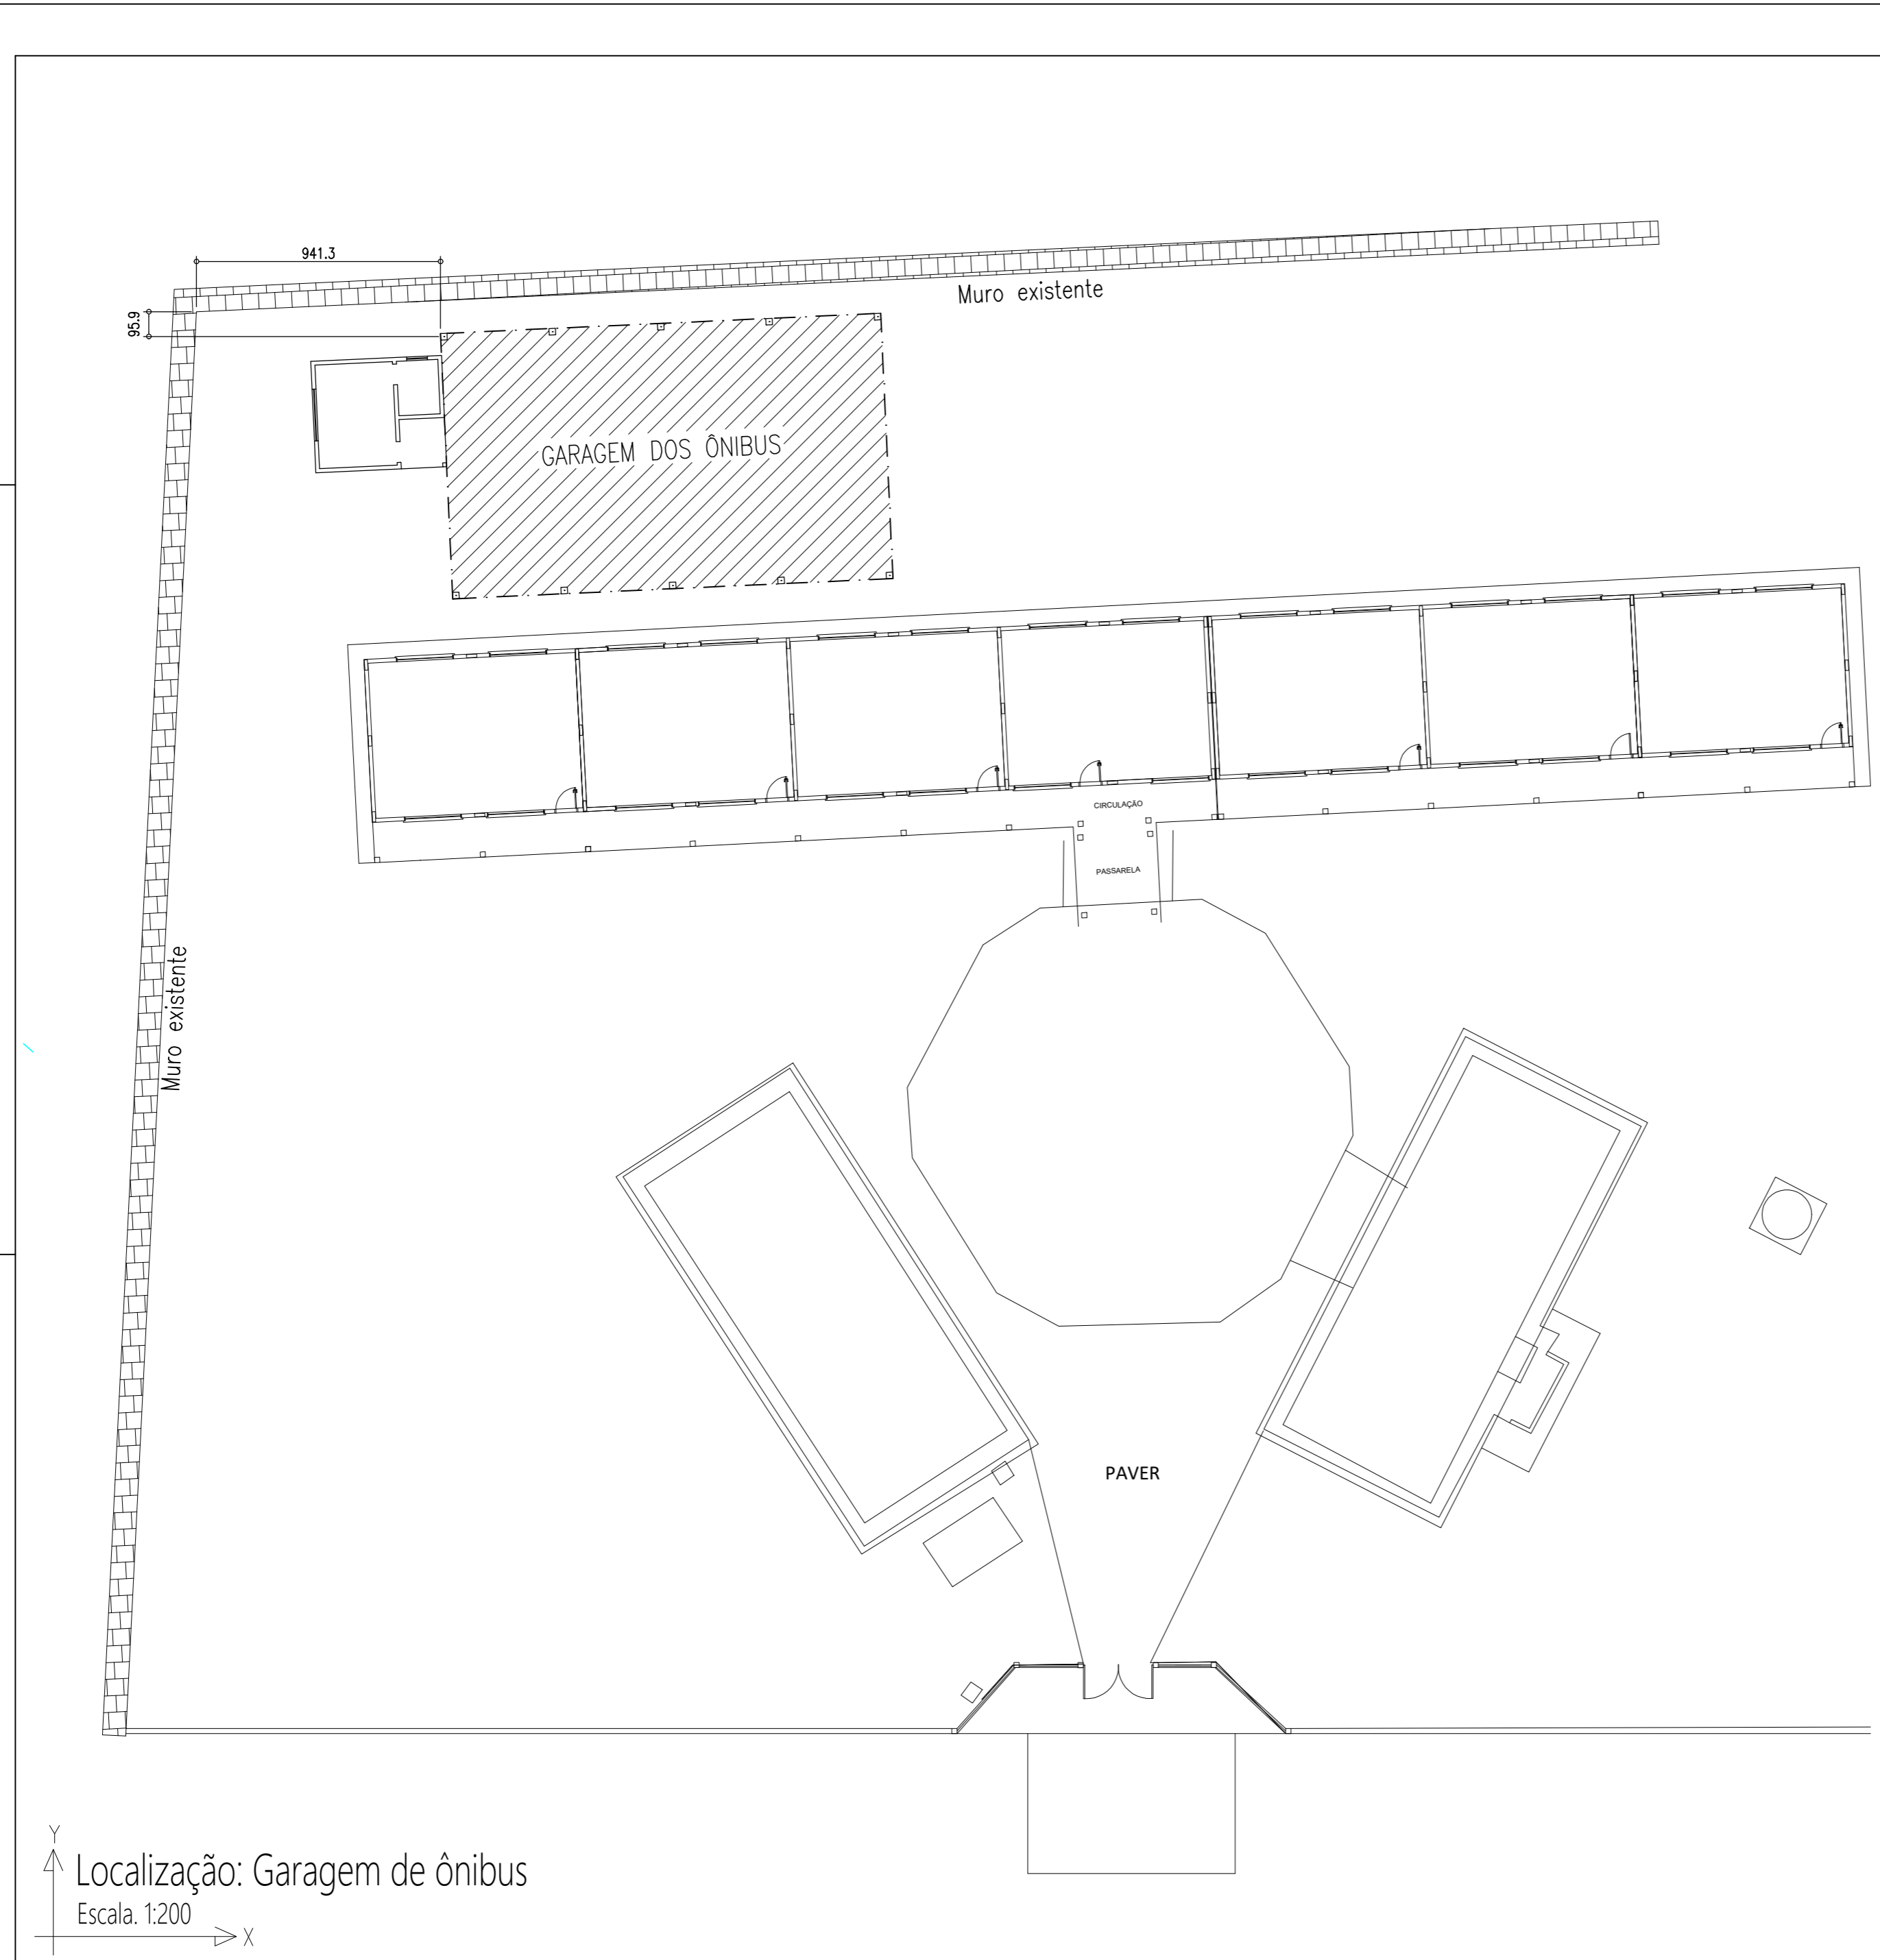 941.3
95.9
Muro existente
GARAGEM DOS ÔNIBUS
CIRCULAÇÃO
PASSARELA
Muro existente
PAVER
Y
Localização: Garagem de ônibus
Escala. 1:200
X